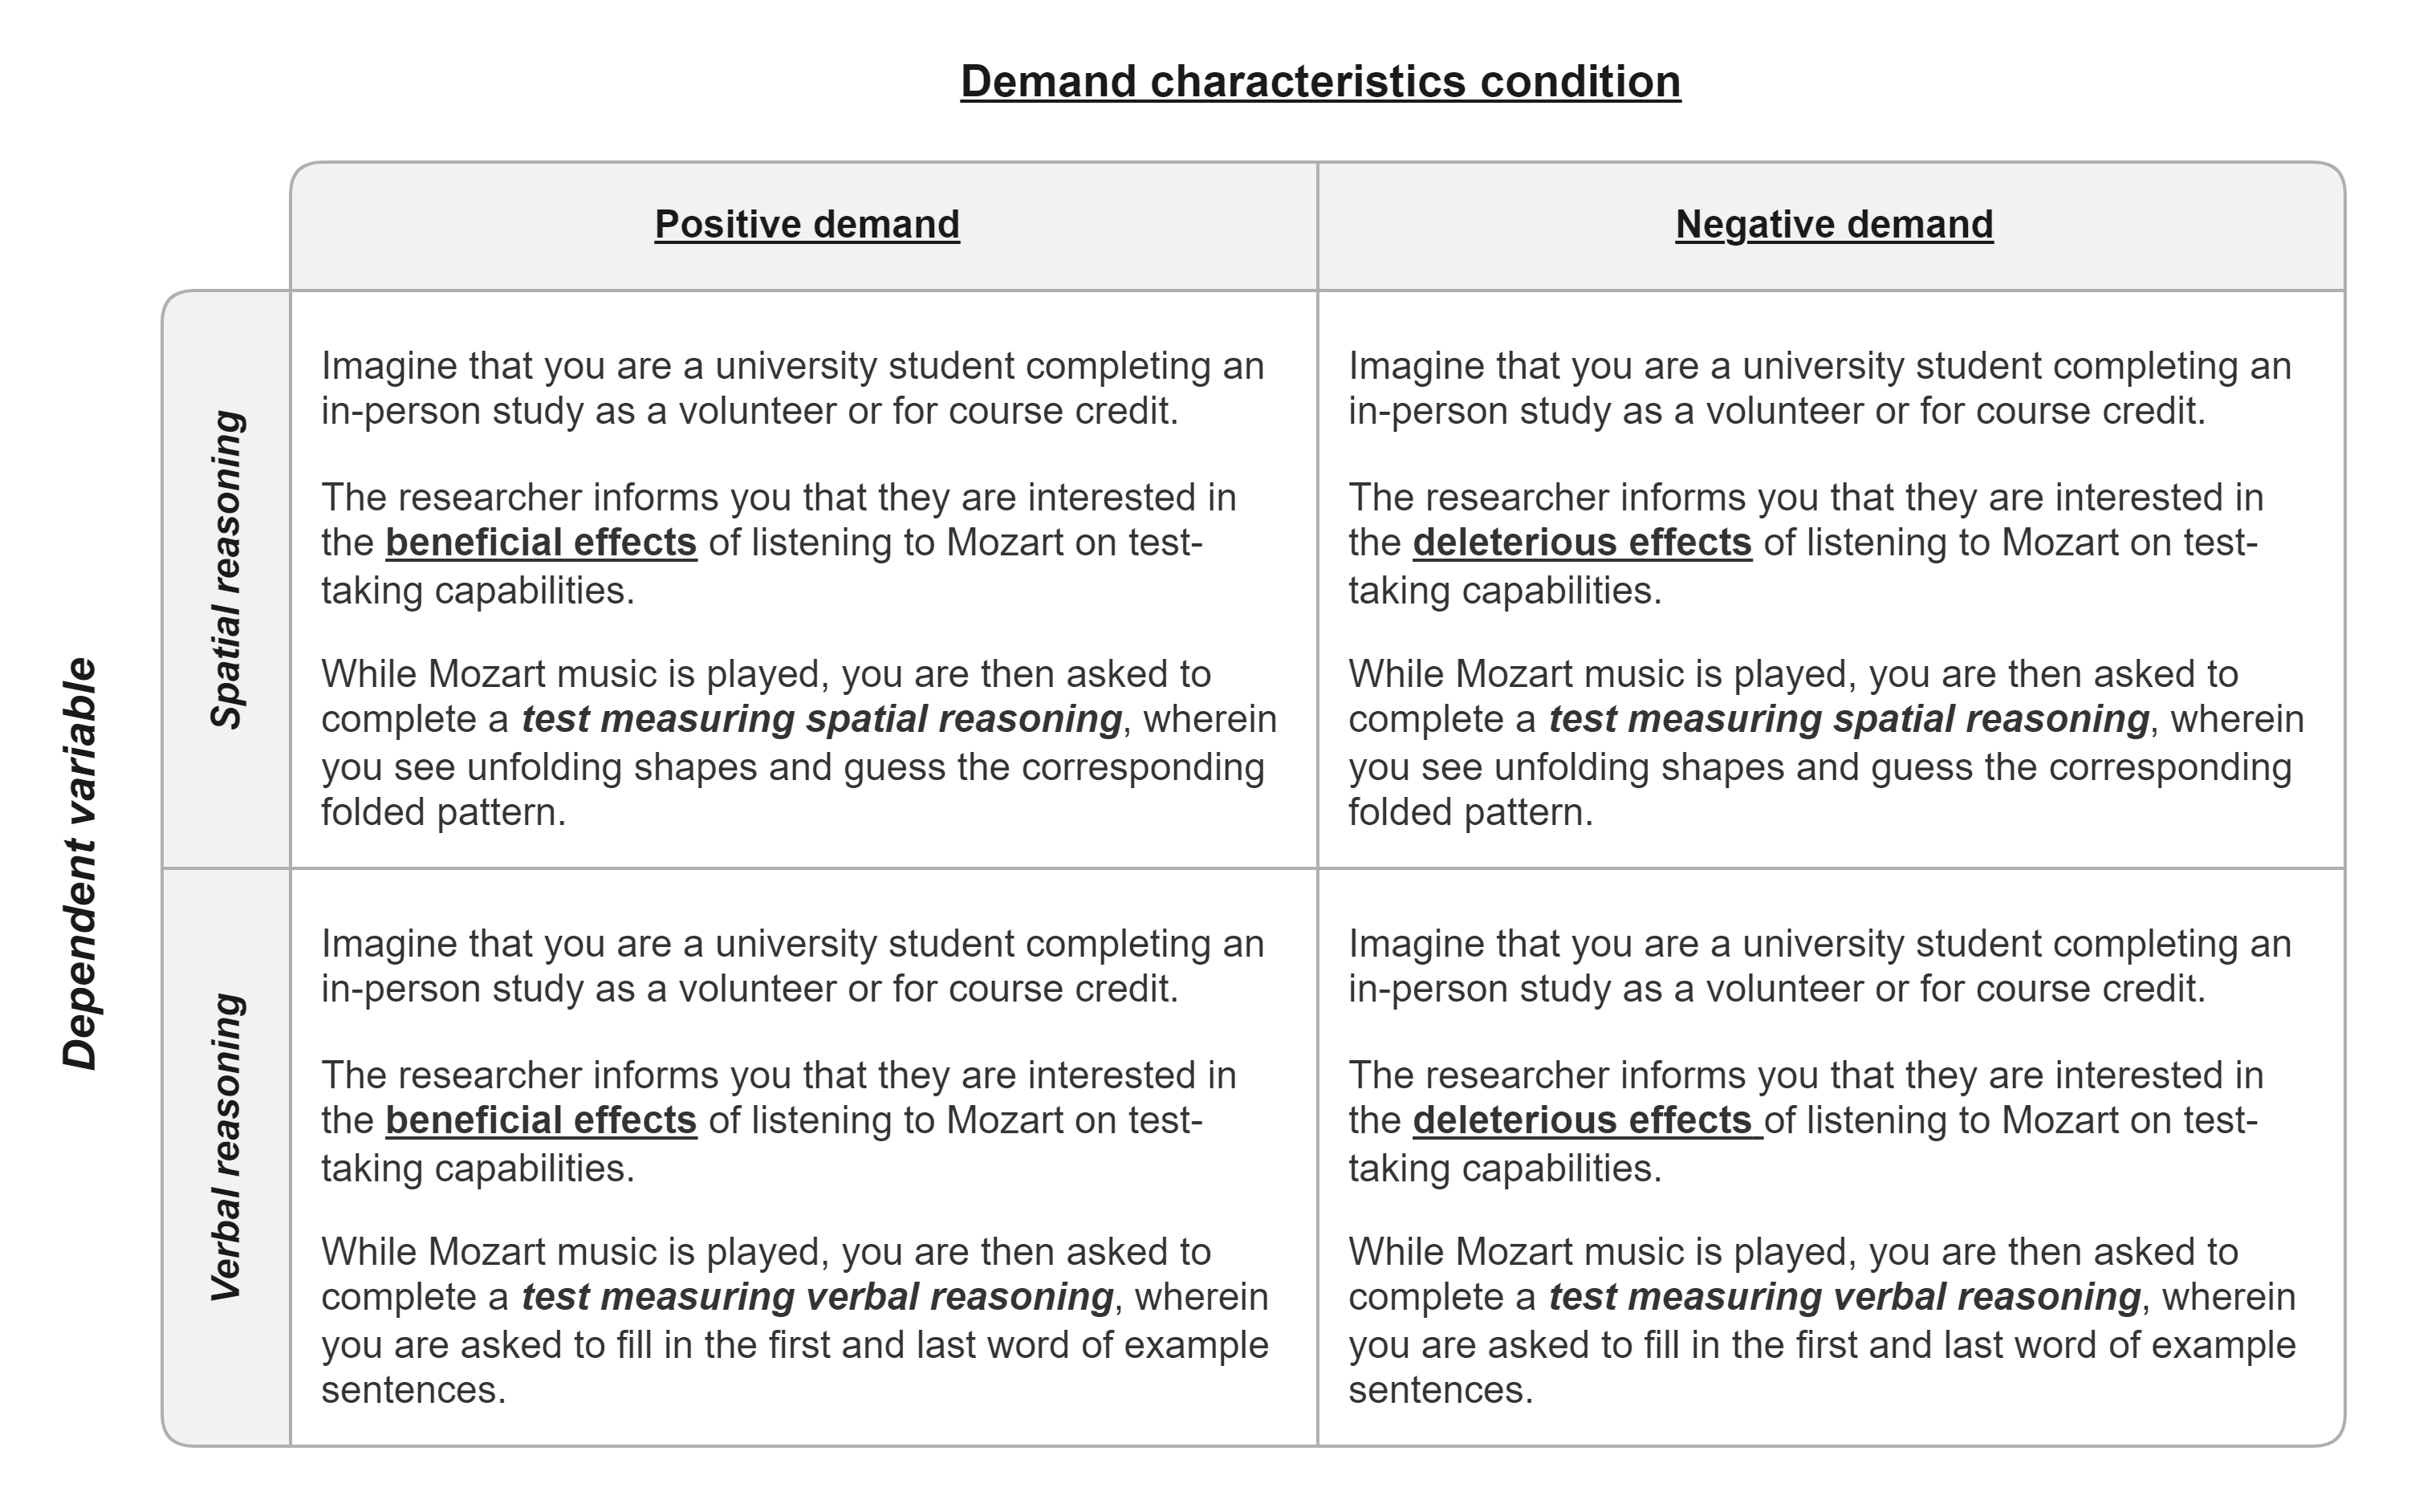 Demand characteristics condition
Positive demand
Negative demand
Dependent variable
Spatial reasoning
Imagine that you are a university student completing an
in-person study as a volunteer or for course credit.
The researcher informs you that they are interested in
the beneficial effects of listening to Mozart on test-
taking capabilities.
While Mozart music is played, you are then asked to
complete a test measuring spatial reasoning, wherein
you see unfolding shapes and guess the corresponding
folded pattern.
Imagine that you are a university student completing an
in-person study as a volunteer or for course credit.
The researcher informs you that they are interested in
the deleterious effects of listening to Mozart on test-
taking capabilities.
While Mozart music is played, you are then asked to
complete a test measuring spatial reasoning, wherein
you see unfolding shapes and guess the corresponding
folded pattern.
Verbal reasoning
Imagine that you are a university student completing an
in-person study as a volunteer or for course credit.
The researcher informs you that they are interested in
the beneficial effects of listening to Mozart on test-
taking capabilities.
While Mozart music is played, you are then asked to
complete a test measuring verbal reasoning, wherein
you are asked to fill in the first and last word of example
sentences.
Imagine that you are a university student completing an
in-person study as a volunteer or for course credit.
The researcher informs you that they are interested in
the deleterious effects of listening to Mozart on test-
taking capabilities.
While Mozart music is played, you are then asked to
complete a test measuring verbal reasoning, wherein
you are asked to fill in the first and last word of example
sentences.